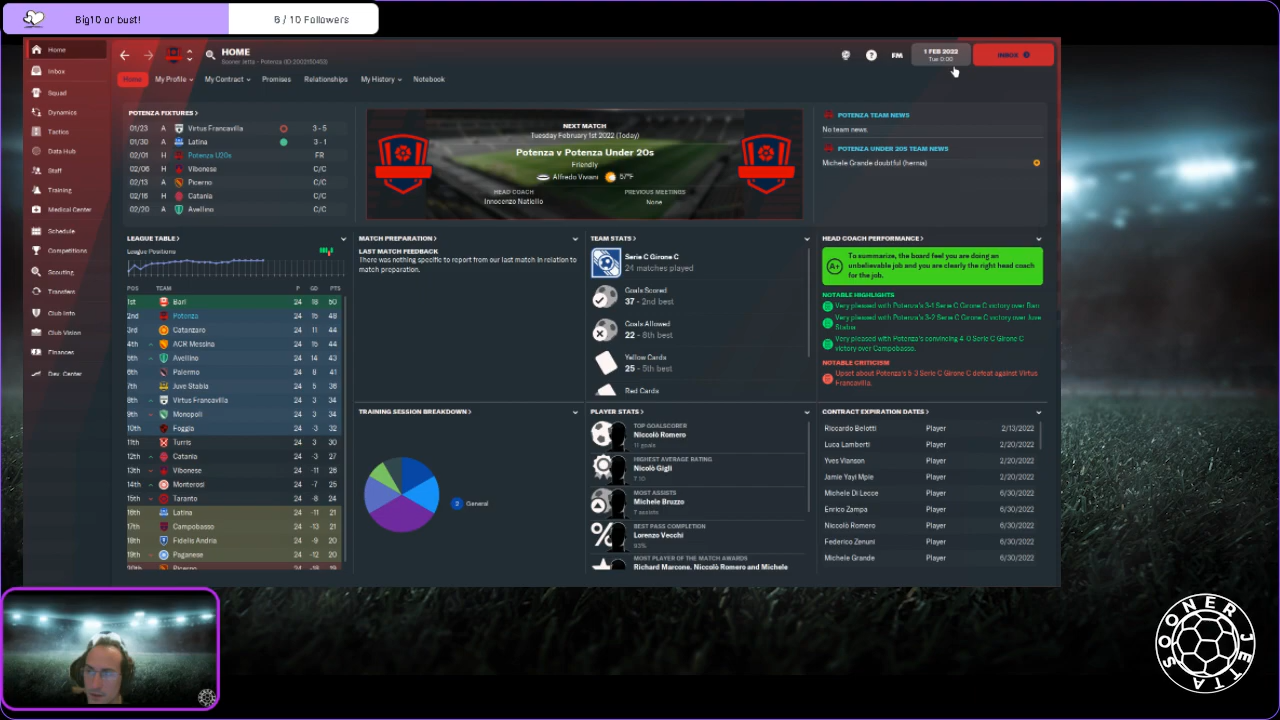 Big10 or bust!
6 / 10 Followers
Home
HOME
Sooner Jetta - Potenza
1 FEB 2022
Tue 0:00
INBOX
FM
Home
My Profile
My Contract
Promises
Relationships
My History
Notebook
Inbox
Squad
Dynamics
Tactics
Data Hub
Staff
Training
Medical Center
Schedule
Competitions
Scouting
Transfers
Club Info
Club Vision
Finances
Dev. Center
POTENZA FIXTURES
01/23 A Virtus Francavilla 3 - 5
01/30 A Latina 3 - 1
02/01 H Potenza U20s FR
02/06 H Vibonese C/C
02/13 A Picerno C/C
02/16 H Catania C/C
02/20 A Avellino C/C
NEXT MATCH
Tuesday February 1st 2022 (Today)
Potenza v Potenza Under 20s
Friendly
Alfredo Viviani 57°F
HEAD COACH
Innocenzo Natiello
PREVIOUS MEETINGS
None
POTENZA TEAM NEWS
No team news.
POTENZA UNDER 20S TEAM NEWS
Michele Grande doubtful (hernia)
LEAGUE TABLE
League Positions
POS TEAM P GD PTS
1st Bari 24 18 50
2nd Potenza 24 15 48
3rd Catanzaro 24 11 44
4th ACR Messina 24 15 44
5th Avellino 24 14 43
6th Palermo 24 8 41
7th Juve Stabia 24 5 36
8th Virtus Francavilla 24 3 34
9th Monopoli 24 3 34
10th Foggia 24 -3 32
11th Turris 24 3 30
12th Catania 24 -3 27
13th Vibonese 24 -11 26
14th Monterosi 24 -7 25
15th Taranto 24 -8 24
16th Latina 24 -11 21
17th Campobasso 24 -13 21
18th Fidelis Andria 24 -9 20
19th Paganese 24 -12 20
20th Picerno 24 -18 19
MATCH PREPARATION
LAST MATCH FEEDBACK
There was nothing specific to report from our last match in relation to
match preparation.
TEAM STATS
Serie C Girone C
24 matches played
Goals Scored
37 - 2nd best
Goals Allowed
22 - 8th best
Yellow Cards
25 - 5th best
Red Cards
HEAD COACH PERFORMANCE
A+
To summarize, the board feel you are doing an
unbelievable job and you are clearly the right head coach
for the job.
NOTABLE HIGHLIGHTS
Very pleased with Potenza's 3-1 Serie C Girone C victory over Bari.
Very pleased with Potenza's 3-2 Serie C Girone C victory over Juve
Stabia
Very pleased with Potenza's convincing 4-0 Serie C Girone C
victory over Campobasso.
NOTABLE CRITICISM
Upset about Potenza's 5-3 Serie C Girone C defeat against Virtus
Francavilla.
TRAINING SESSION BREAKDOWN
2 General
PLAYER STATS
TOP GOALSCORER
Niccolò Romero
11 goals
HIGHEST AVERAGE RATING
Nicolò Gigli
7.10
MOST ASSISTS
Michele Bruzzo
7 assists
BEST PASS COMPLETION
Lorenzo Vecchi
93%
MOST PLAYER OF THE MATCH AWARDS
Richard Marcone, Niccolò Romero and Michele
CONTRACT EXPIRATION DATES
Riccardo Belotti Player 2/13/2022
Luca Lamberti Player 2/20/2022
Yves Vianson Player 2/20/2022
Jamie Yayi Mpie Player 2/20/2022
Michele Di Lecce Player 6/30/2022
Enrico Zampa Player 6/30/2022
Niccolò Romero Player 6/30/2022
Federico Zenuni Player 6/30/2022
Michele Grande Player 6/30/2022
SOONER JETTA